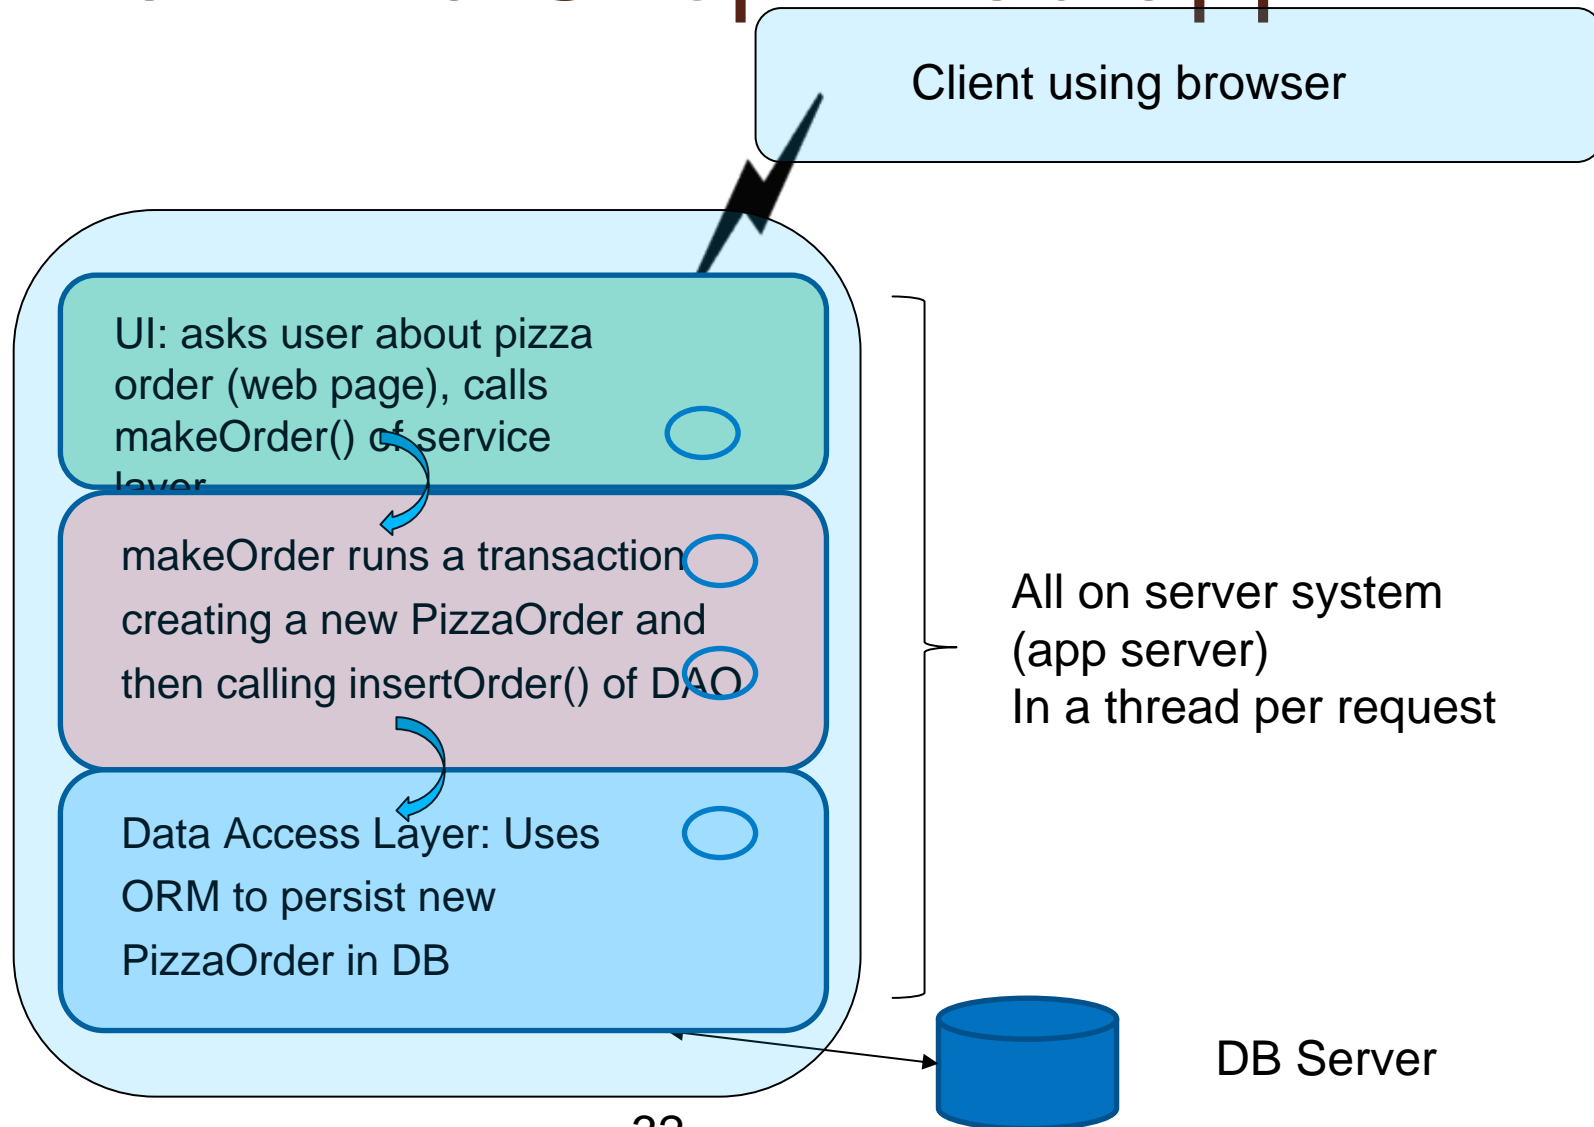 Client using browser
UI: asks user about pizza
order (web page), calls
makeOrder() of service
layer
makeOrder runs a transaction
creating a new PizzaOrder and
then calling insertOrder() of DAO
All on server system
(app server)
In a thread per request
Data Access Layer: Uses
ORM to persist new
PizzaOrder in DB
DB Server